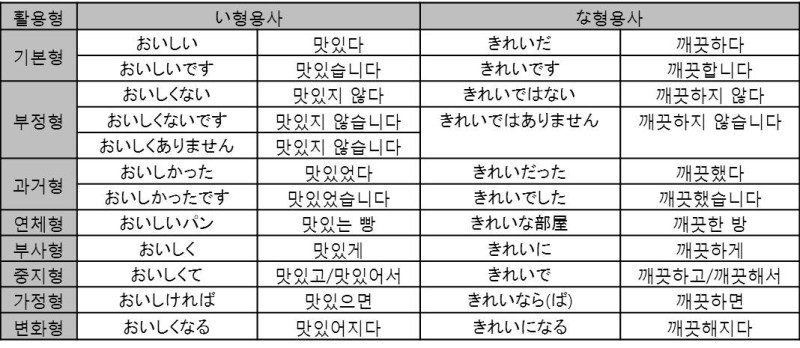 활용형 い형용사 な형용사
기본형 おいしい 맛있다 きれいだ 깨끗하다
おいしいです 맛있습니다 きれいです 깨끗합니다
부정형 おいしくない 맛있지 않다 きれいではない 깨끗하지 않다
おいしくないです 맛있지 않습니다 きれいではありません 깨끗하지 않습니다
おいしくありません 맛있지 않습니다
과거형 おいしかった 맛있었다 きれいだった 깨끗했다
おいしかったです 맛있었습니다 きれいでした 깨끗했습니다
연체형 おいしいパン 맛있는 빵 きれいな部屋 깨끗한 방
부사형 おいしく 맛있게 きれいに 깨끗하게
중지형 おいしくて 맛있고/맛있어서 きれいで 깨끗하고/깨끗해서
가정형 おいしければ 맛있으면 きれいなら(ば) 깨끗하면
변화형 おいしくなる 맛있어지다 きれいになる 깨끗해지다